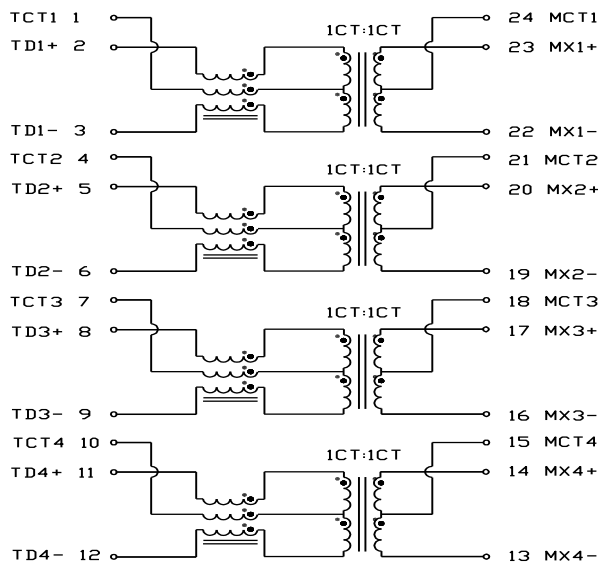 TCT1 1 24 MCT1
1CT:1CT
TD1+ 2 23 MX1+
TD1- 3 22 MX1-
TCT2 4 21 MCT2
1CT:1CT
TD2+ 5 20 MX2+
TD2- 6 19 MX2-
TCT3 7 18 MCT3
1CT:1CT
TD3+ 8 17 MX3+
TD3- 9 16 MX3-
TCT4 10 15 MCT4
1CT:1CT
TD4+ 11 14 MX4+
TD4- 12 13 MX4-